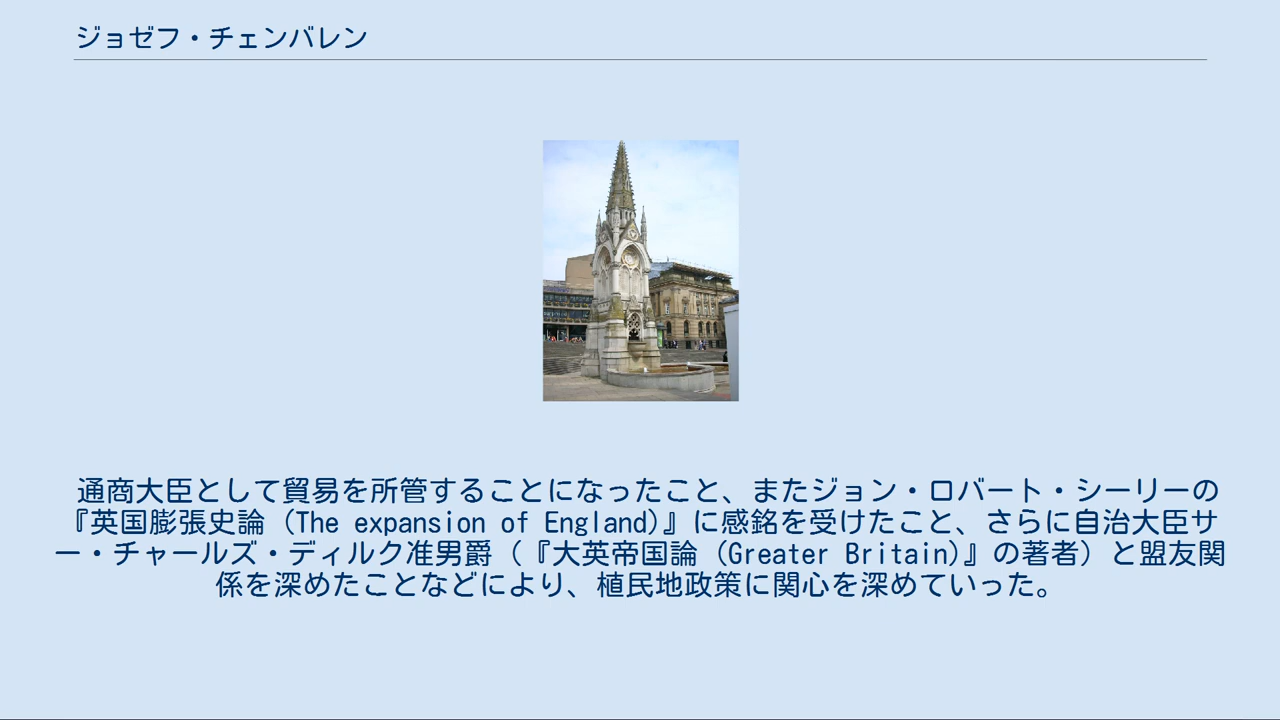 ジョゼフ・チェンバレン
通商大臣として貿易を所管することになったこと、またジョン・ロバート・シーリーの
『英国膨張史論（The expansion of England)』に感銘を受けたこと、さらに自治大臣サ
ー・チャールズ・ディルク准男爵（『大英帝国論（Greater Britain)』の著者）と盟友関
係を深めたことなどにより、植民地政策に関心を深めていった。